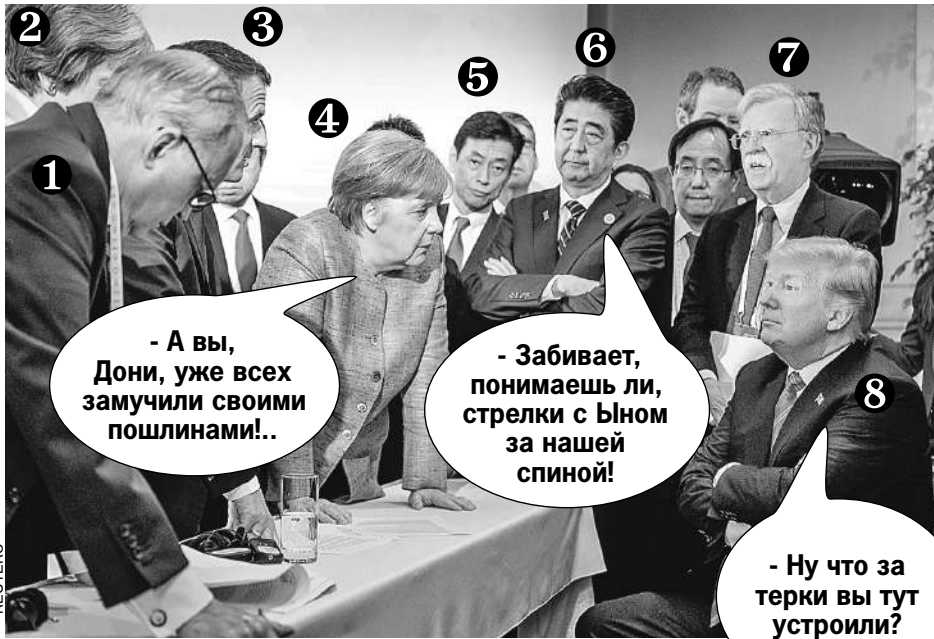 2
3
6
7
5
4
1
- А вы,
Дони, уже всех
замучили своими
пошлинами!..
- Забивает,
понимаешь ли,
стрелки с Ыном
за нашей
спиной!
8
- Ну что за
терки вы тут
устроили?
REUTERS